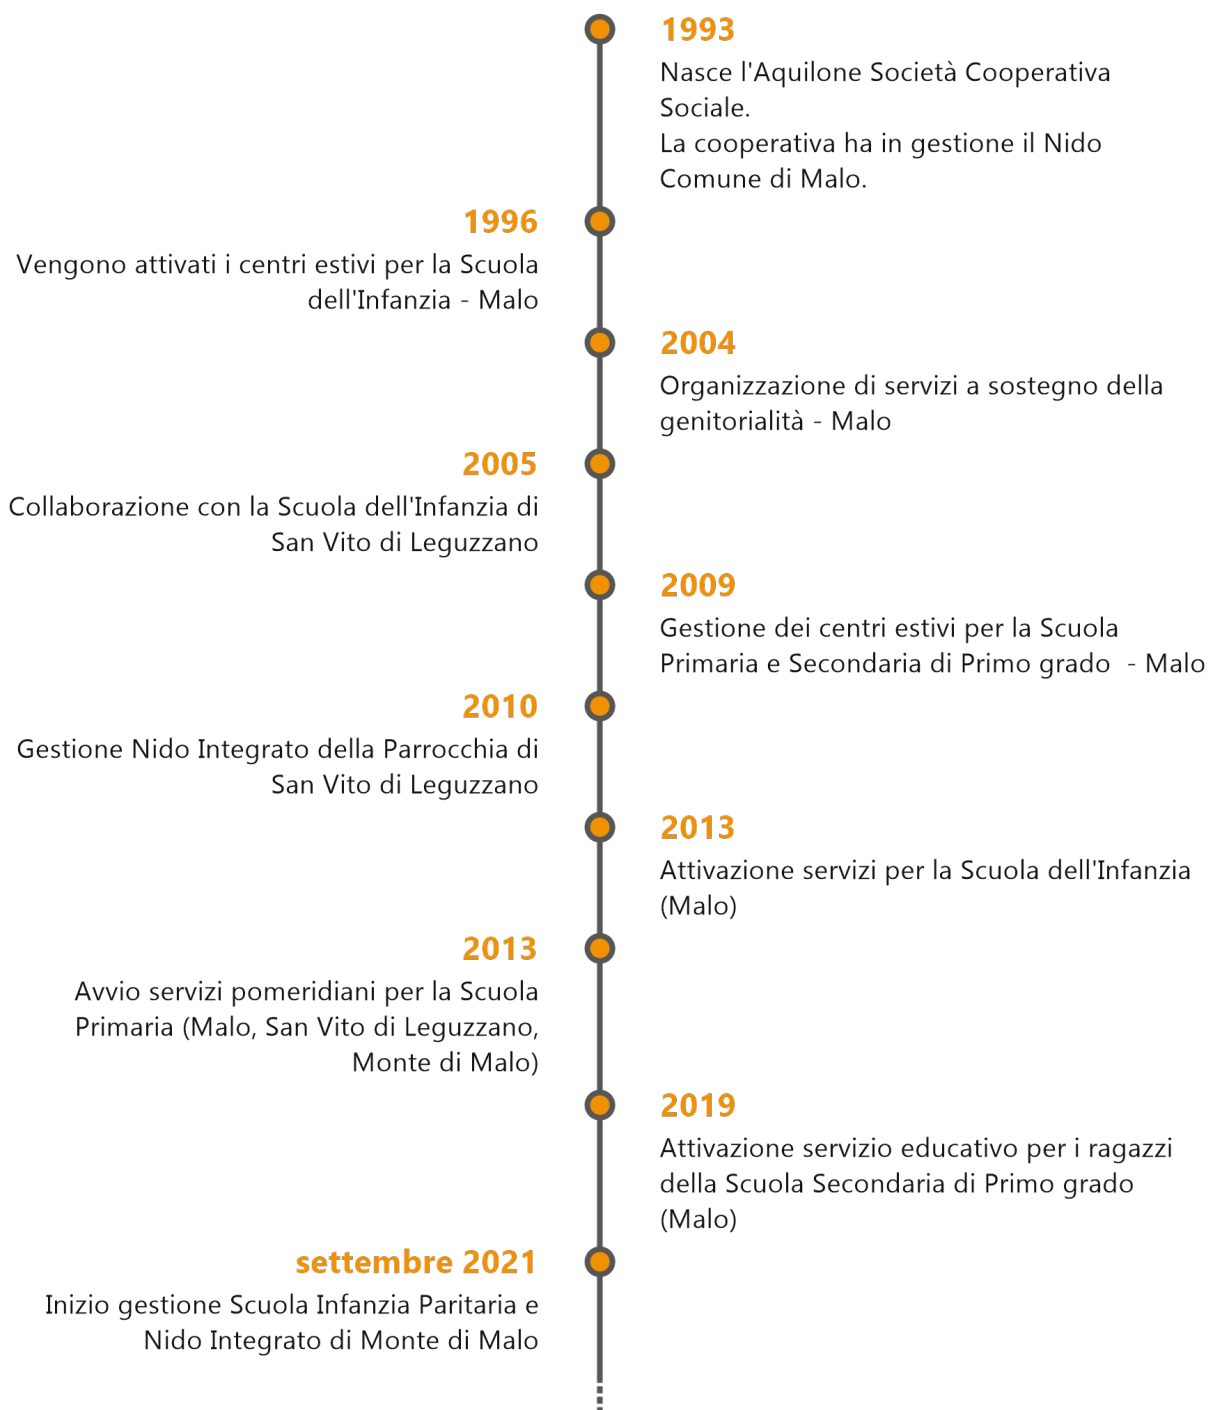 1993
Nasce l'Aquilone Società Cooperativa
Sociale.
La cooperativa ha in gestione il Nido
Comune di Malo.
1996
Vengono attivati i centri estivi per la Scuola
dell'Infanzia - Malo
2004
Organizzazione di servizi a sostegno della
genitorialità - Malo
2005
Collaborazione con la Scuola dell'Infanzia di
San Vito di Leguzzano
2009
Gestione dei centri estivi per la Scuola
Primaria e Secondaria di Primo grado  - Malo
2010
Gestione Nido Integrato della Parrocchia di
San Vito di Leguzzano
2013
Attivazione servizi per la Scuola dell'Infanzia
(Malo)
2013
Avvio servizi pomeridiani per la Scuola
Primaria (Malo, San Vito di Leguzzano,
Monte di Malo)
2019
Attivazione servizio educativo per i ragazzi
della Scuola Secondaria di Primo grado
(Malo)
settembre 2021
Inizio gestione Scuola Infanzia Paritaria e
Nido Integrato di Monte di Malo